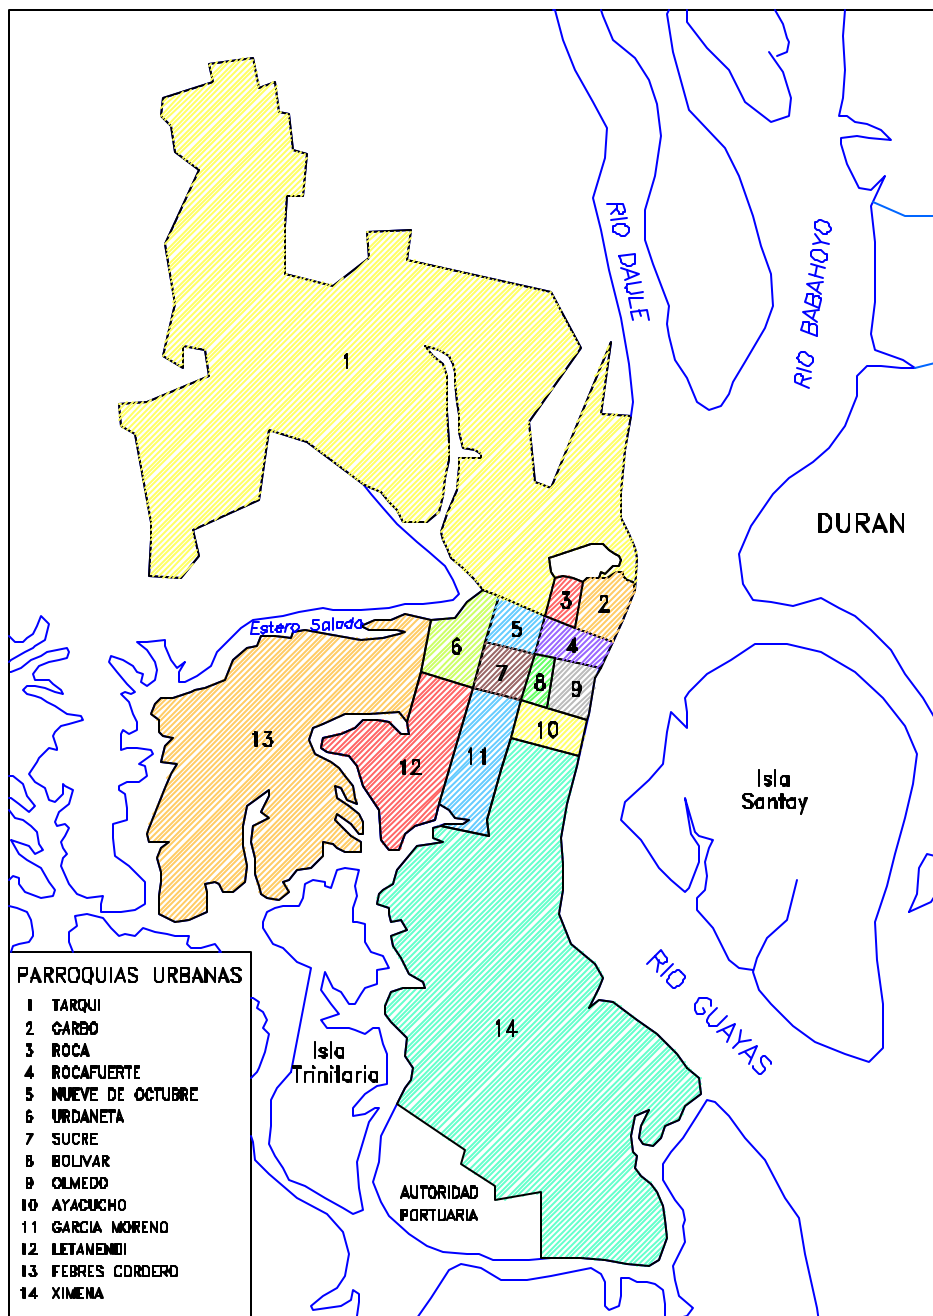 RIO DAULE
RIO BABAHOYO
1
DURAN
3
2
Estero Salado
5
6
4
7
8
9
10
13
11
12
Isla
Santay
RIO GUAYAS
14
Isla
Trinitaria
AUTORIDAD
PORTUARIA
PARROQUIAS URBANAS
1 TARQUI
2 CARBO
3 ROCA
4 ROCAFUERTE
5 NUEVE DE OCTUBRE
6 URDANETA
7 SUCRE
8 BOLIVAR
9 OLMEDO
10 AYACUCHO
11 GARCIA MORENO
12 LETAMENDI
13 FEBRES CORDERO
14 XIMENA